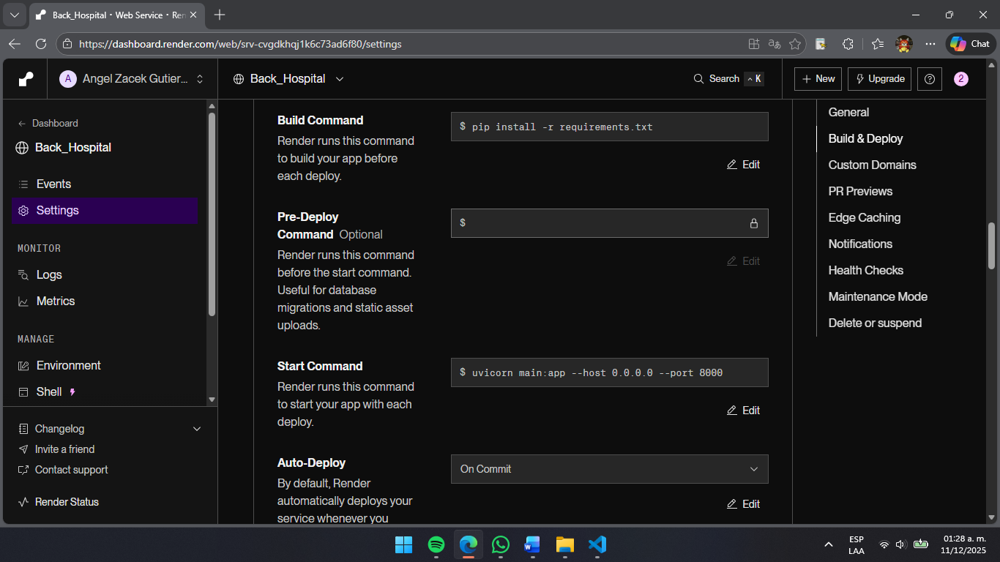 Back_Hospital · Web Service · Ren
https://dashboard.render.com/web/srv-cvgdkhqj1k6c73ad6f80/settings
Chat
A
Angel Zacek Gutier...
Back_Hospital
Search
K
New
Upgrade
2
Dashboard
Back_Hospital
Events
Settings
MONITOR
Logs
Metrics
MANAGE
Environment
Shell
Changelog
Invite a friend
Contact support
Render Status
Build Command
Render runs this command
to build your app before
each deploy.
$ pip install -r requirements.txt
Edit
Pre-Deploy
Command Optional
Render runs this command
before the start command.
Useful for database
migrations and static asset
uploads.
$
Edit
Start Command
Render runs this command
to start your app with each
deploy.
$ uvicorn main:app --host 0.0.0.0 --port 8000
Edit
Auto-Deploy
By default, Render
automatically deploys your
service whenever you
On Commit
Edit
General
Build & Deploy
Custom Domains
PR Previews
Edge Caching
Notifications
Health Checks
Maintenance Mode
Delete or suspend
ESP
LAA
01:28 a. m.
11/12/2025